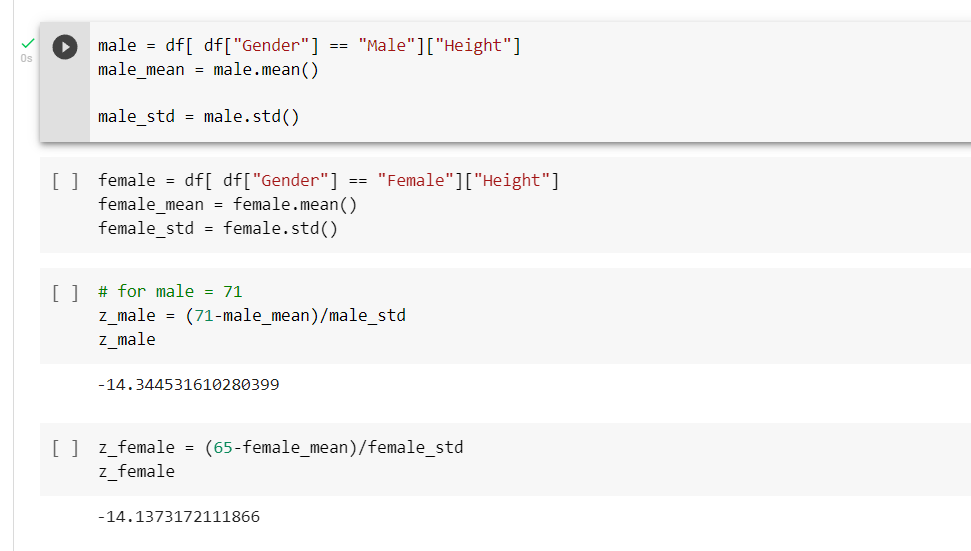 male = df[ df["Gender"] == "Male"]["Height"]
0s
male_mean = male.mean()
male_std = male.std()
[ ] female = df[ df["Gender"] == "Female"]["Height"]
female_mean = female.mean()
female_std = female.std()
[ ] # for male = 71
z_male = (71-male_mean)/male_std
z_male
-14.344531610280399
[ ] z_female = (65-female_mean)/female_std
z_female
-14.1373172111866